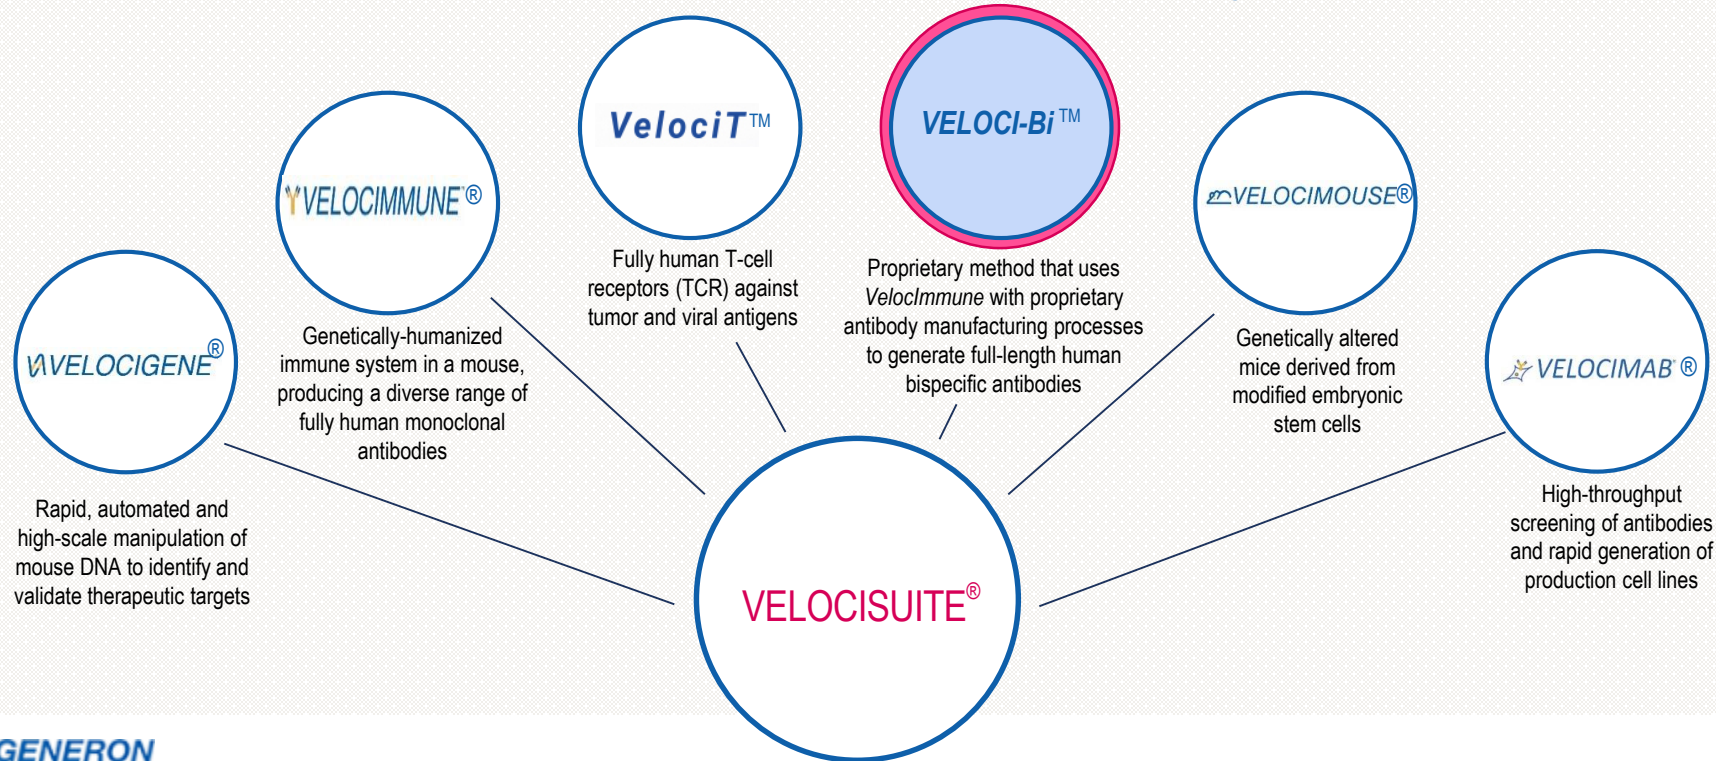 VelociT™
VELOCI-Bi™
VELOCIMMUNE®
VELOCIMOUSE®
Fully human T-cell
receptors (TCR) against
tumor and viral antigens
Proprietary method that uses
VelocImmune with proprietary
antibody manufacturing processes
to generate full-length human
bispecific antibodies
Genetically-humanized
immune system in a mouse,
producing a diverse range of
fully human monoclonal
antibodies
Genetically altered
mice derived from
modified embryonic
stem cells
VELOCIGENE®
VELOCIMAB®
Rapid, automated and
high-scale manipulation of
mouse DNA to identify and
validate therapeutic targets
High-throughput
screening of antibodies
and rapid generation of
production cell lines
VELOCISUITE®
GENERON